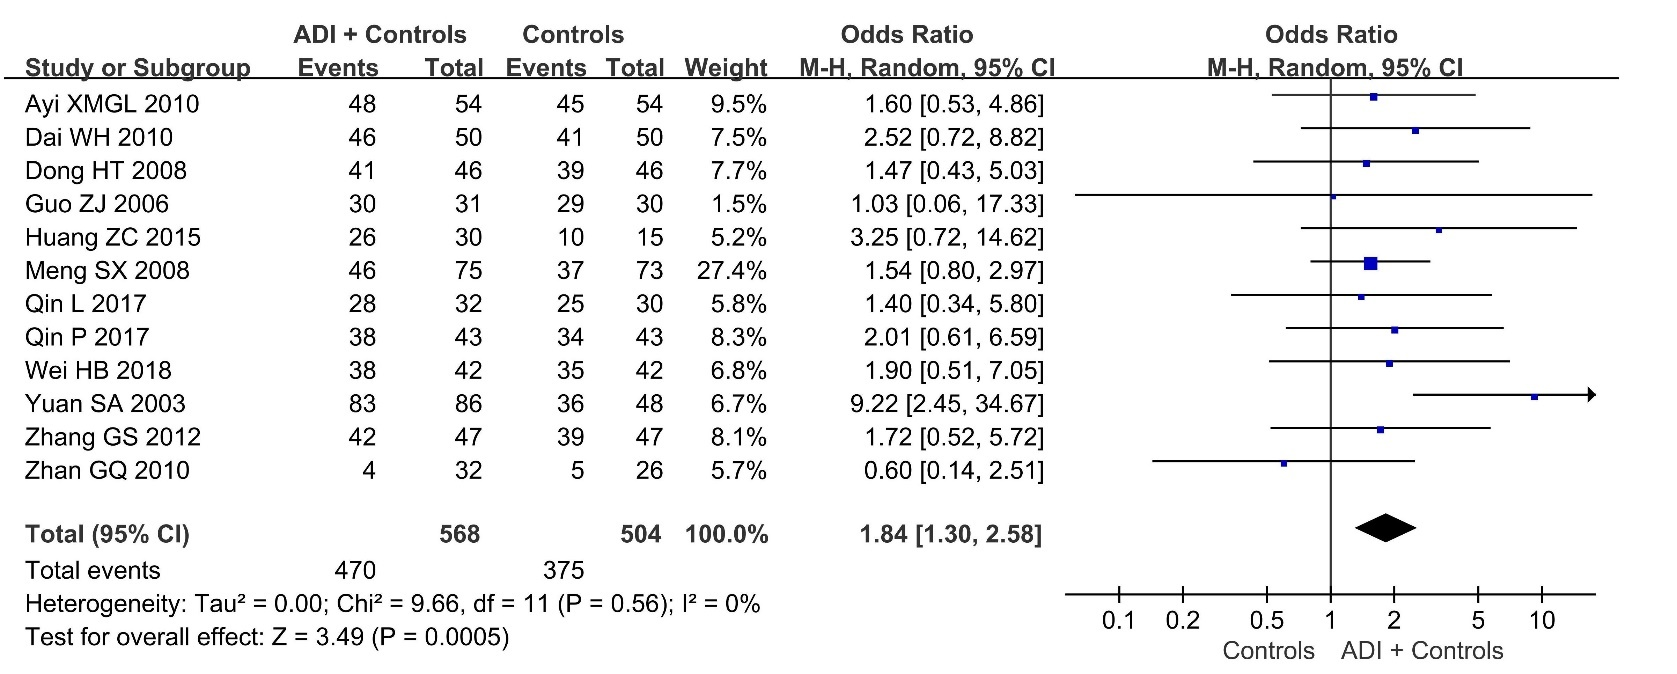 ADI + Controls Controls Odds Ratio Odds Ratio
Study or Subgroup Events Total Events Total Weight M-H, Random, 95% CI M-H, Random, 95% CI
Ayi XMGL 2010 48 54 45 54 9.5% 1.60 [0.53, 4.86]
Dai WH 2010 46 50 41 50 7.5% 2.52 [0.72, 8.82]
Dong HT 2008 41 46 39 46 7.7% 1.47 [0.43, 5.03]
Guo ZJ 2006 30 31 29 30 1.5% 1.03 [0.06, 17.33]
Huang ZC 2015 26 30 10 15 5.2% 3.25 [0.72, 14.62]
Meng SX 2008 46 75 37 73 27.4% 1.54 [0.80, 2.97]
Qin L 2017 28 32 25 30 5.8% 1.40 [0.34, 5.80]
Qin P 2017 38 43 34 43 8.3% 2.01 [0.61, 6.59]
Wei HB 2018 38 42 35 42 6.8% 1.90 [0.51, 7.05]
Yuan SA 2003 83 86 36 48 6.7% 9.22 [2.45, 34.67]
Zhang GS 2012 42 47 39 47 8.1% 1.72 [0.52, 5.72]
Zhan GQ 2010 4 32 5 26 5.7% 0.60 [0.14, 2.51]
Total (95% CI) 568 504 100.0% 1.84 [1.30, 2.58]
Total events 470 375
Heterogeneity: Tau² = 0.00; Chi² = 9.66, df = 11 (P = 0.56); I² = 0%
Test for overall effect: Z = 3.49 (P = 0.0005)
0.1 0.2 0.5 1 2 5 10
Controls ADI + Controls